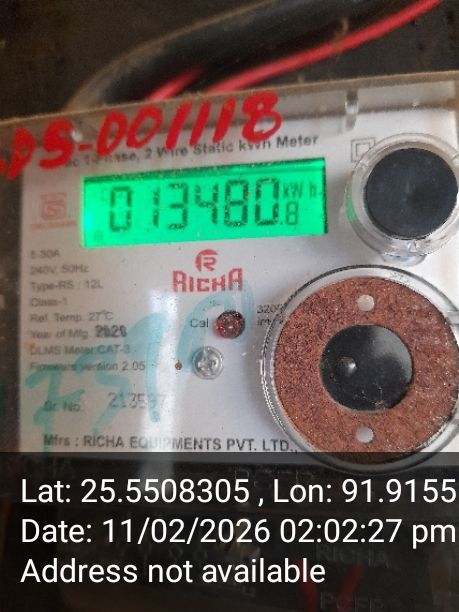 DS-D01118
2 Wire Static kWh Meter
013480.8 kWh
5-30A
240V, 50Hz
RICHA
Type-RS : 12L
Class-1
Ref. Temp. 27°C
Cal
3200
Year of Mfg. 2020
DLMS Meter CAT-3
Firmware version 2.05
Sr. No.
Mfrs : RICHA EQUIPMENTS PVT. LTD.,
Lat: 25.5508305 , Lon: 91.9155
Date: 11/02/2026 02:02:27 pm
Address not available
RICHA